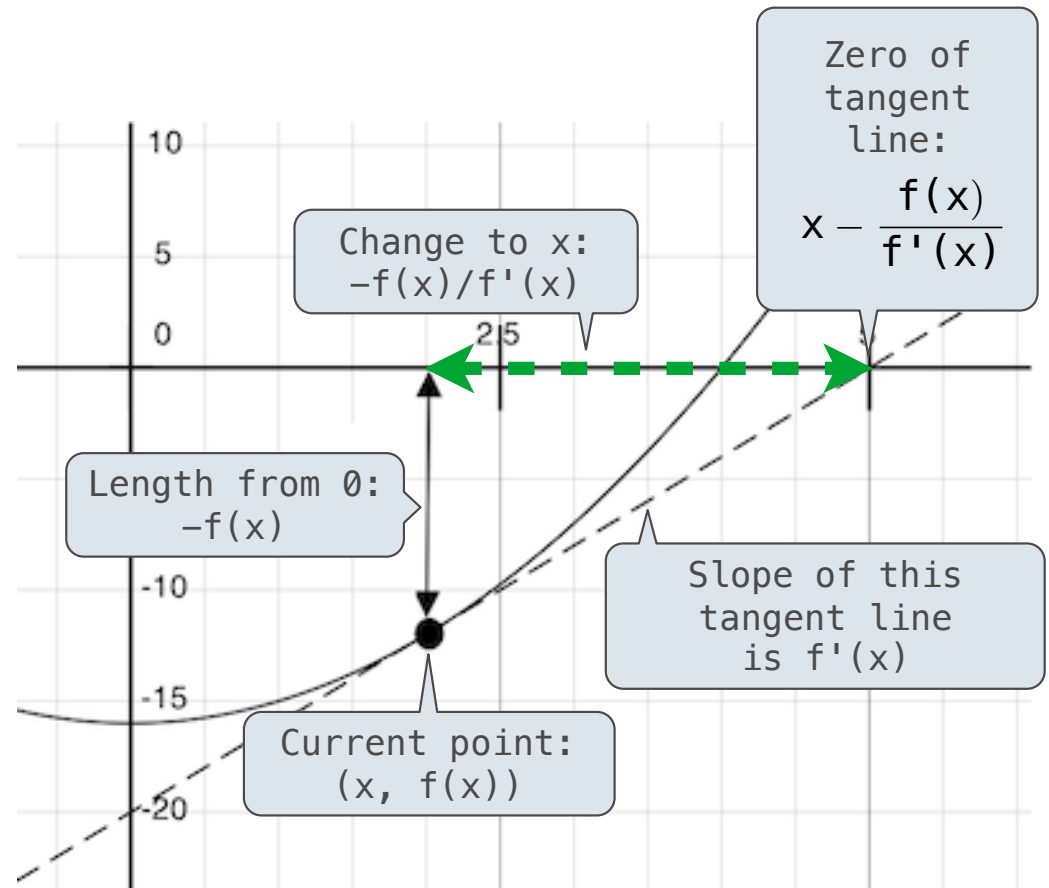 Zero of
tangent
line:
x − f(x)/f'(x)
10
Change to x:
−f(x)/f'(x)
5
0
2.5
Length from 0:
−f(x)
-10
Slope of this
tangent line
is f'(x)
-15
Current point:
(x, f(x))
-20